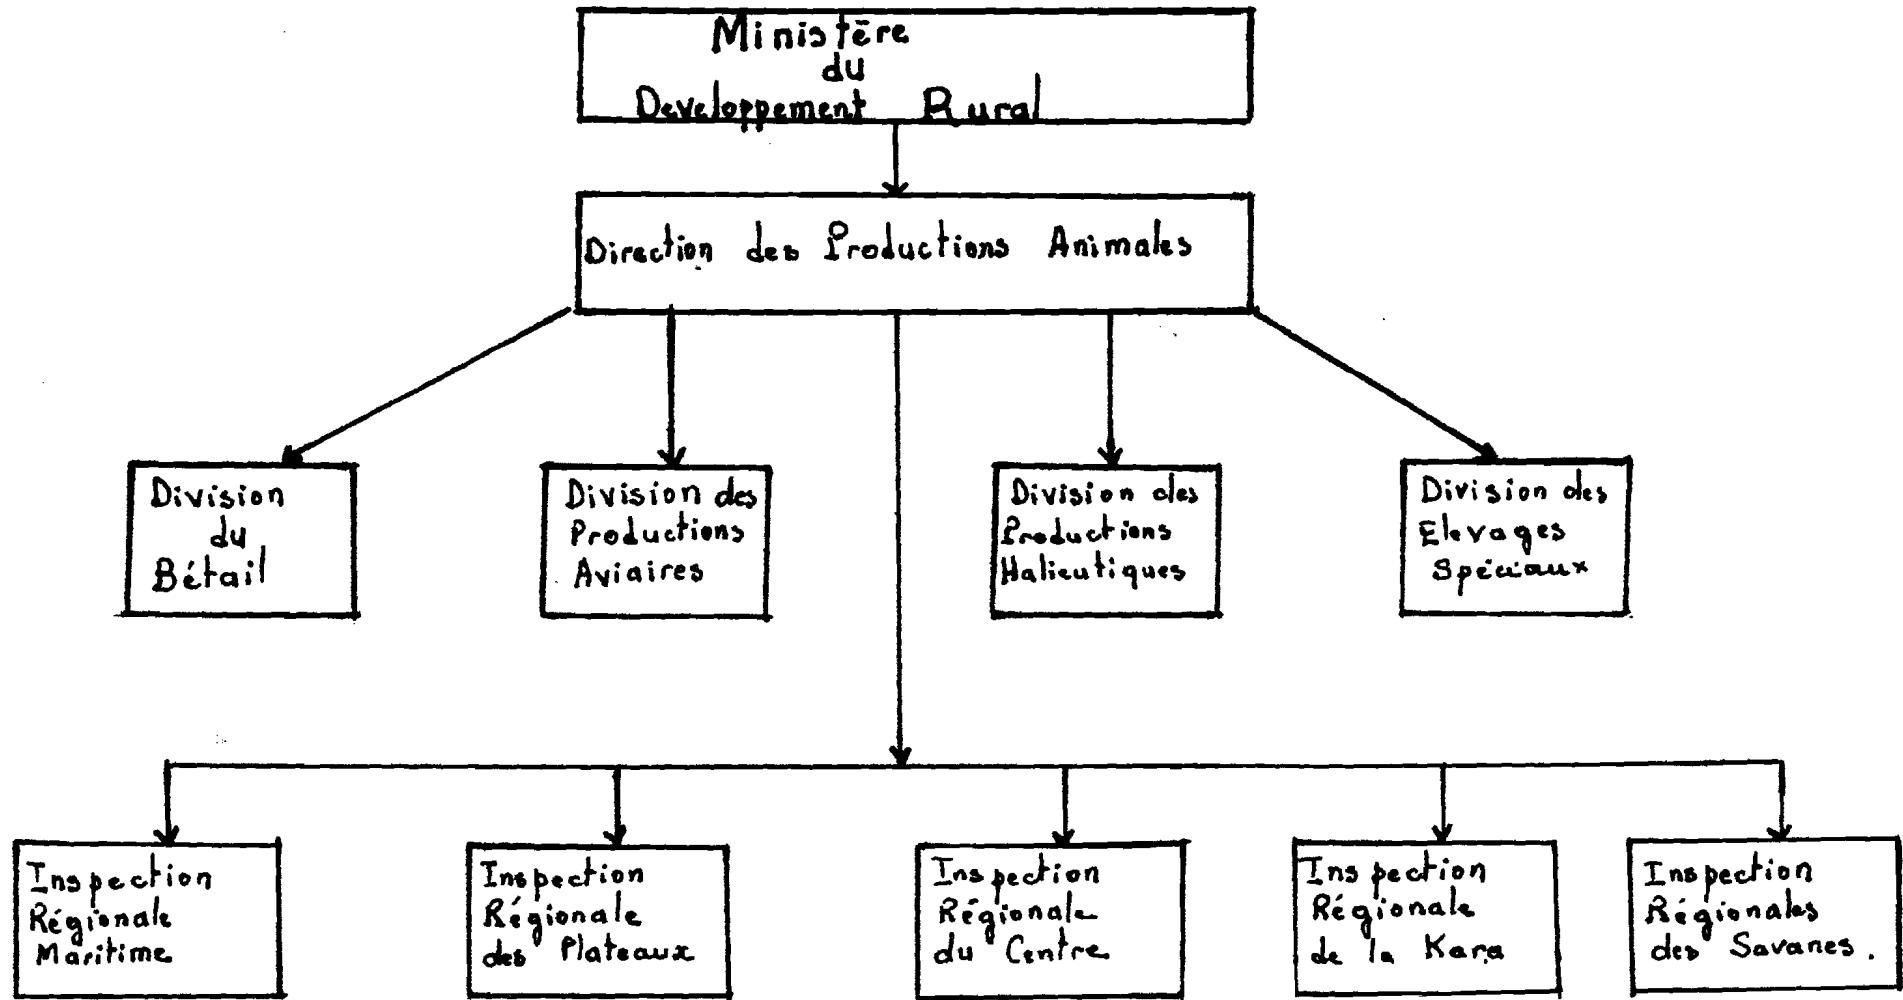 Ministère
du
Developpement Rural
Direction des Productions Animales
Division
du
Bétail
Division des
Productions
Aviaires
Division des
Productions
Halieutiques
Division des
Elevages
Spéciaux
Inspection
Régionale
Maritime
Inspection
Régionale
des Plateaux
Inspection
Régionale
du Centre
Inspection
Régionale
de la Kara
Inspection
Régionales
des Savanes.